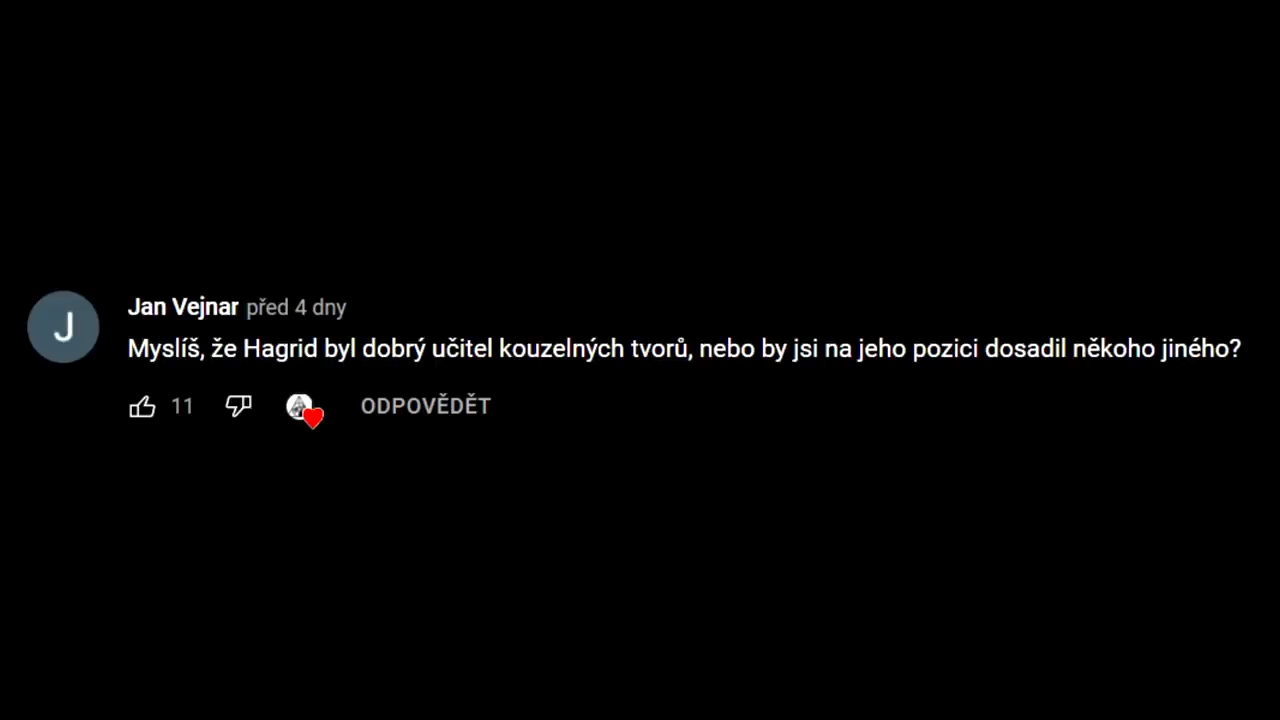 J
Jan Vejnar před 4 dny
Myslíš, že Hagrid byl dobrý učitel kouzelných tvorů, nebo by jsi na jeho pozici dosadil někoho jiného?
11 ODPOVĚDĚT